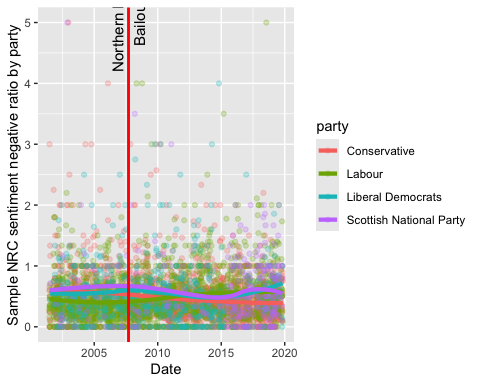 Sample NRC sentiment negative ratio by party
5
4
3
2
1
0
Northern
2005
2010
2015
2020
Date
party
Conservative
Labour
Liberal Democrats
Scottish National Party